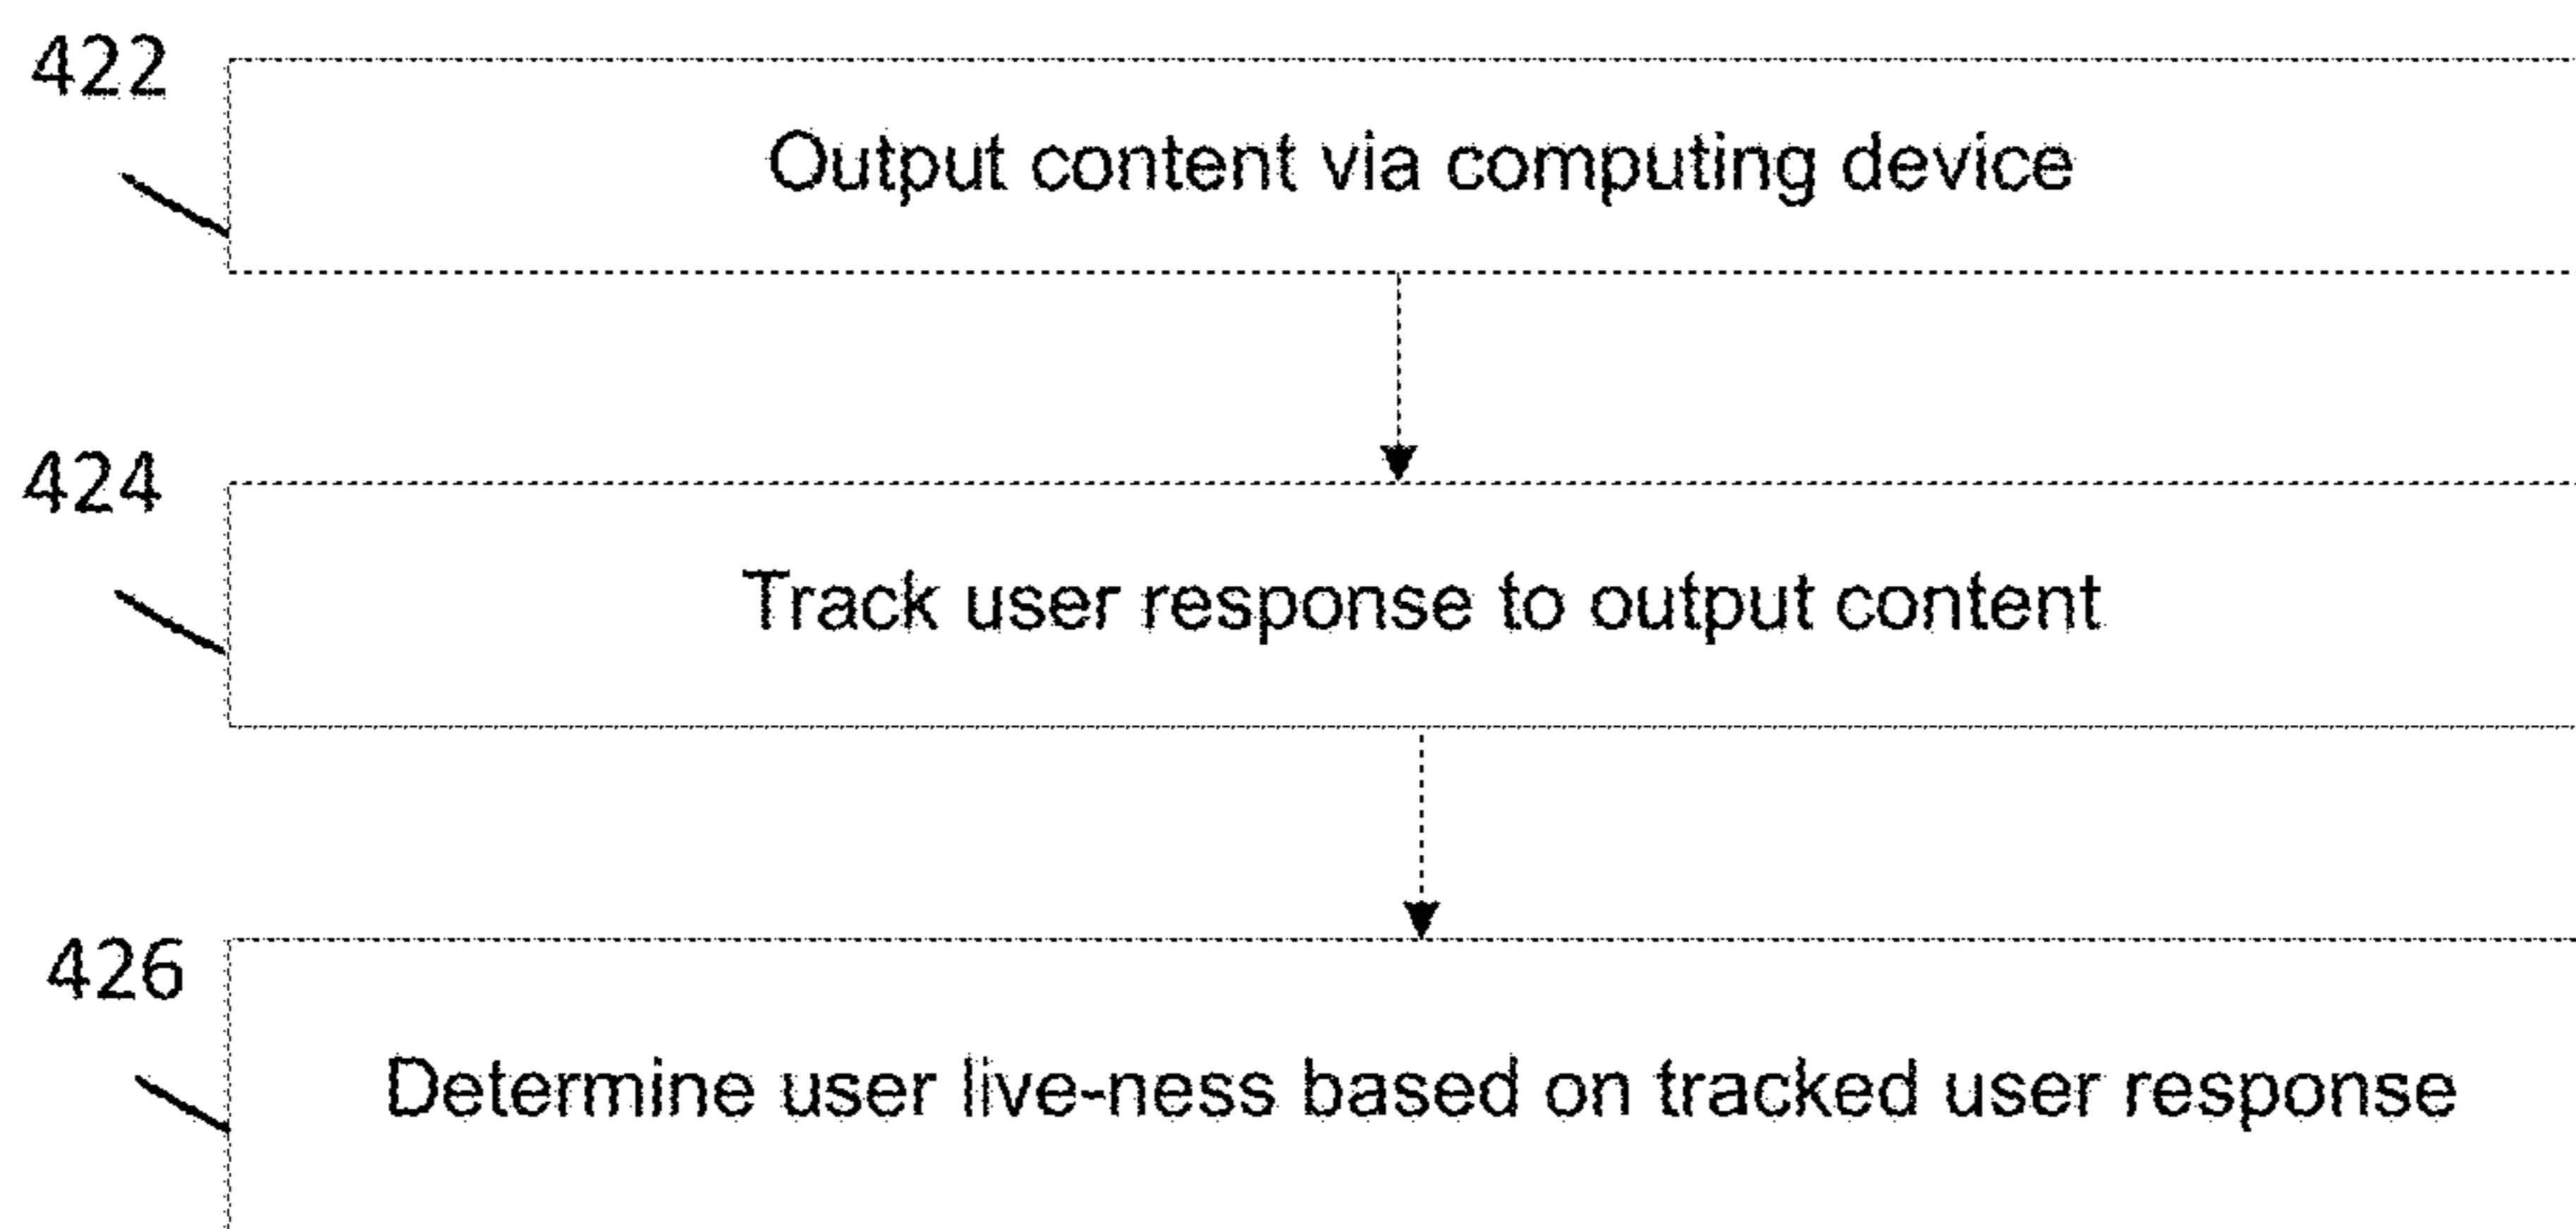 422
Output content via computing device
424
Track user response to output content
426
Determine user live-ness based on tracked user response